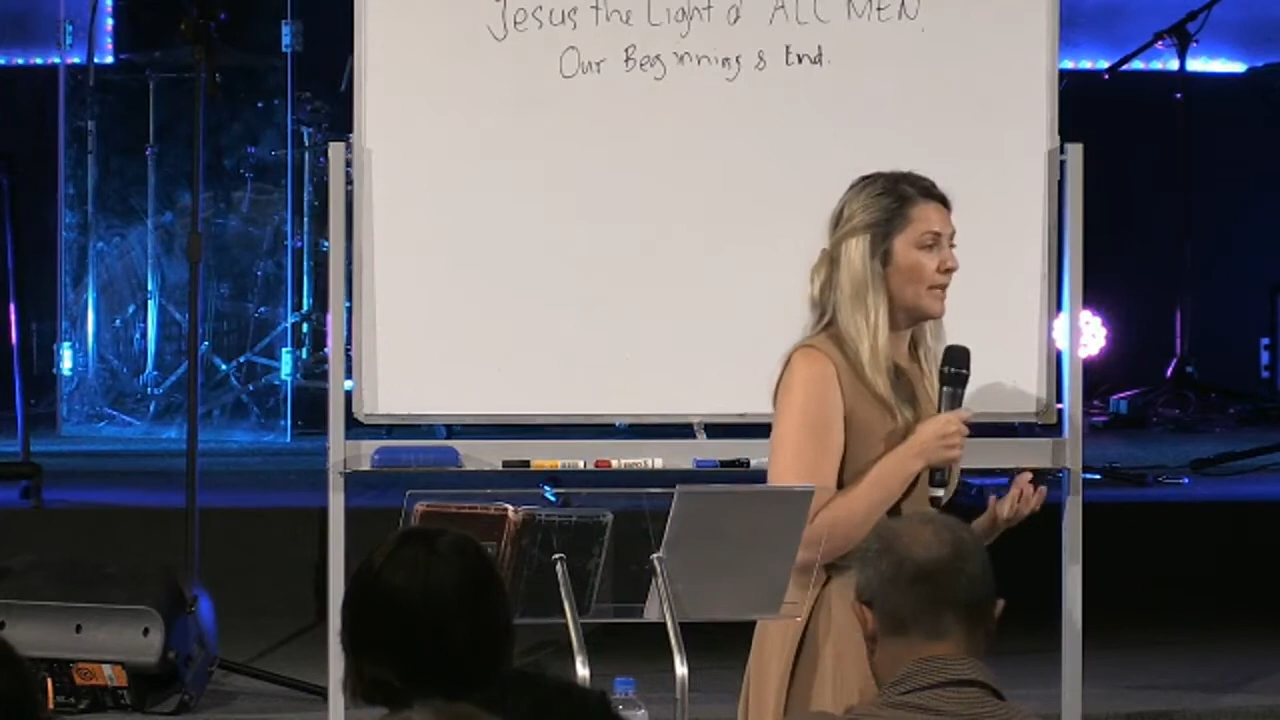 Jesus the Light of ALL MEN.
Our Beginning & End.